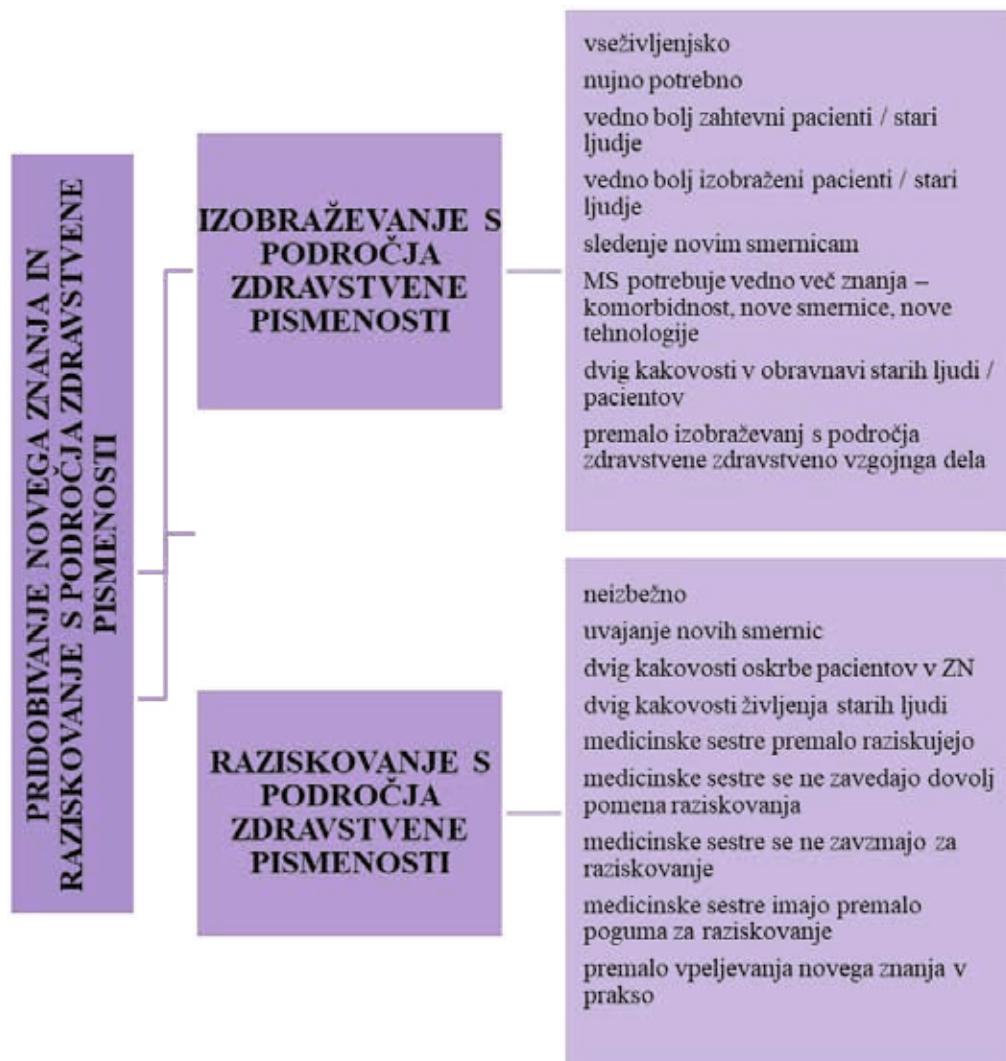 PRIDOBIVANJE NOVEGA ZNANJA IN
RAZISKOVANJE S PODROČJA ZDRAVSTVENE
PISMENOSTI
IZOBRAŽEVANJE S
PODROČJA
ZDRAVSTVENE
PISMENOSTI
vseživljenjsko
nujno potrebno
vedno bolj zahtevni pacienti / stari
ljudje
vedno bolj izobraženi pacienti / stari
ljudje
sledenje novim smernicam
MS potrebuje vedno več znanja –
komorbidnost, nove smernice, nove
tehnologije
dvig kakovosti v obravnavi starih ljudi /
pacientov
premalo izobraževanj s področja
zdravstvene zdravstveno vzgojnga dela
RAZISKOVANJE S
PODROČJA
ZDRAVSTVENE
PISMENOSTI
neizbežno
uvajanje novih smernic
dvig kakovosti oskrbe pacientov v ZN
dvig kakovosti življenja starih ljudi
medicinske sestre premalo raziskujejo
medicinske sestre se ne zavedajo dovolj
pomena raziskovanja
medicinske sestre se ne zavzmajo za
raziskovanje
medicinske sestre imajo premalo
poguma za raziskovanje
premalo vpeljevanja novega znanja v
prakso